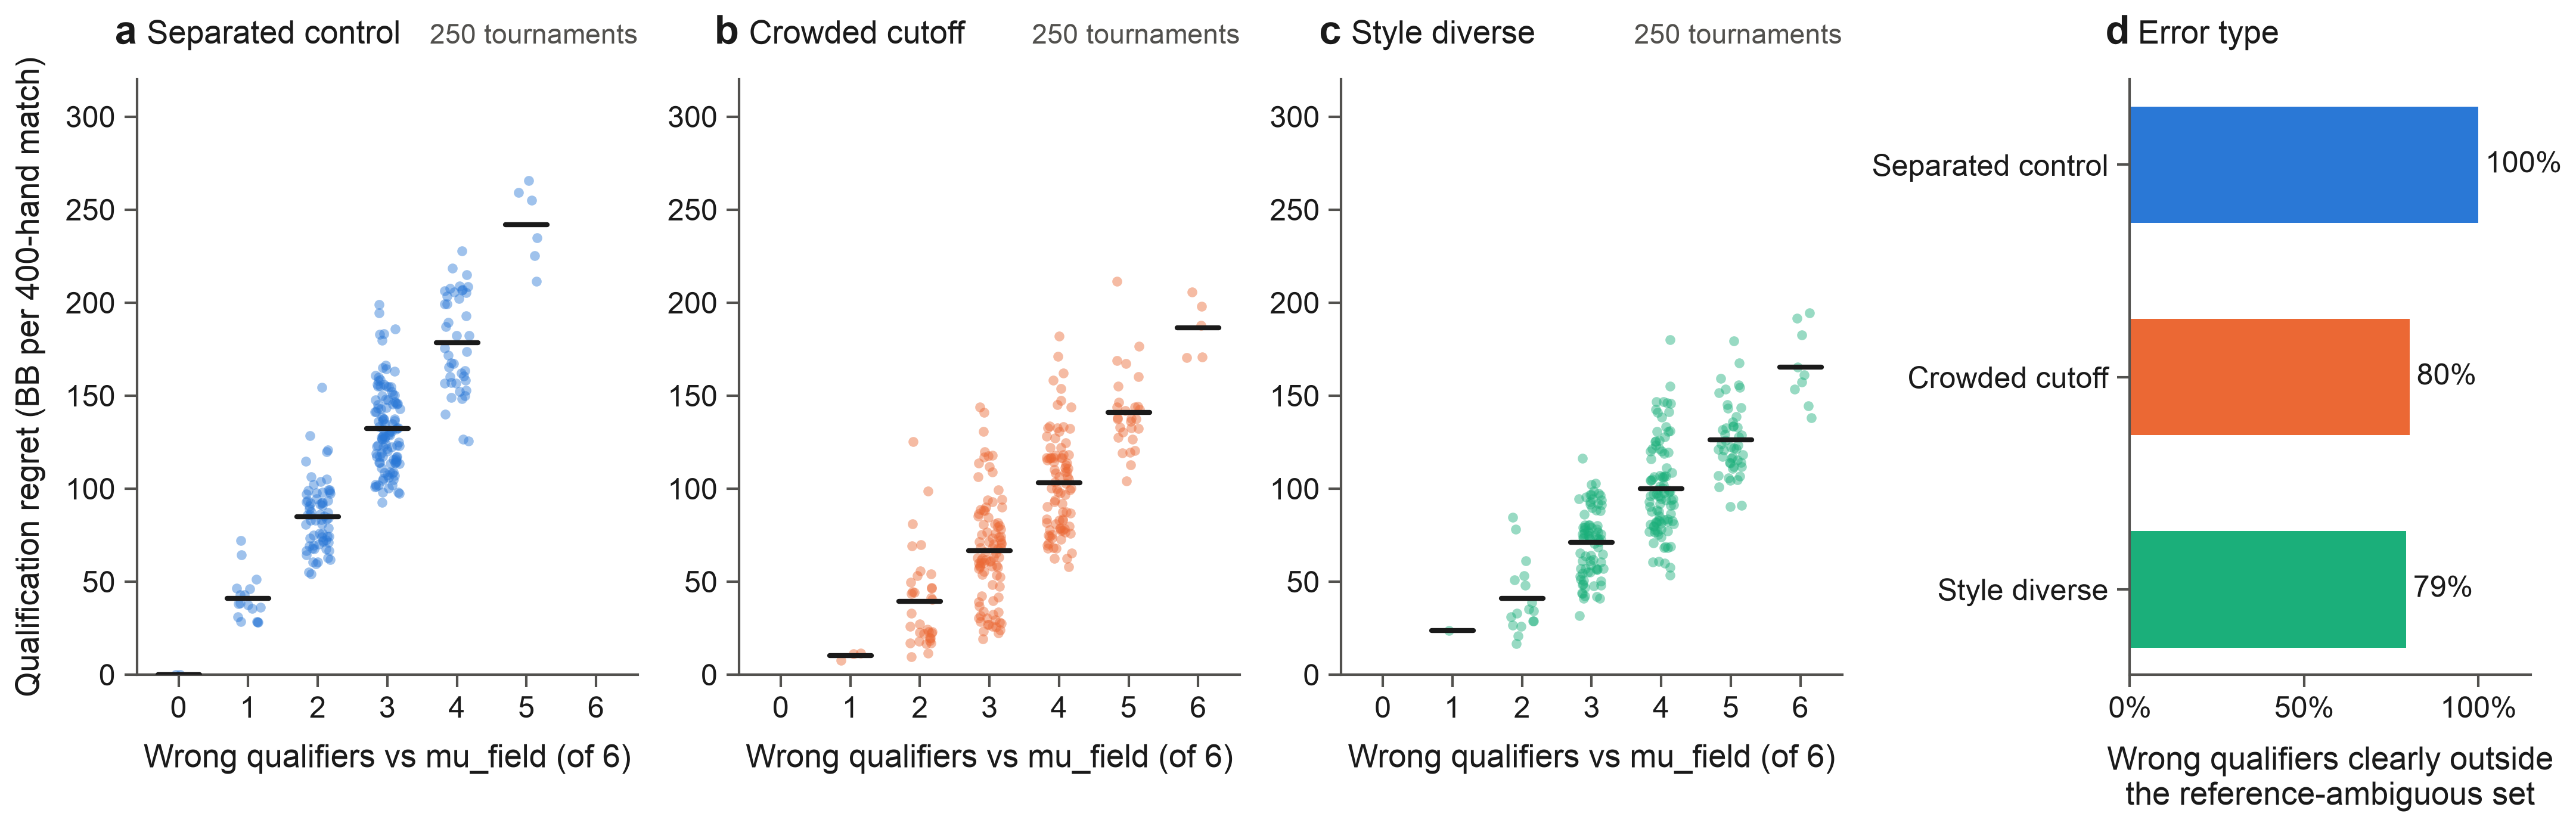 a Separated control 250 tournaments
Qualification regret (BB per 400-hand match)
300
250
200
150
100
50
0
0 1 2 3 4 5 6
Wrong qualifiers vs mu_field (of 6)
b Crowded cutoff 250 tournaments
300
250
200
150
100
50
0
0 1 2 3 4 5 6
Wrong qualifiers vs mu_field (of 6)
c Style diverse 250 tournaments
300
250
200
150
100
50
0
0 1 2 3 4 5 6
Wrong qualifiers vs mu_field (of 6)
d Error type
Separated control 100%
Crowded cutoff 80%
Style diverse 79%
0% 50% 100%
Wrong qualifiers clearly outside
the reference-ambiguous set